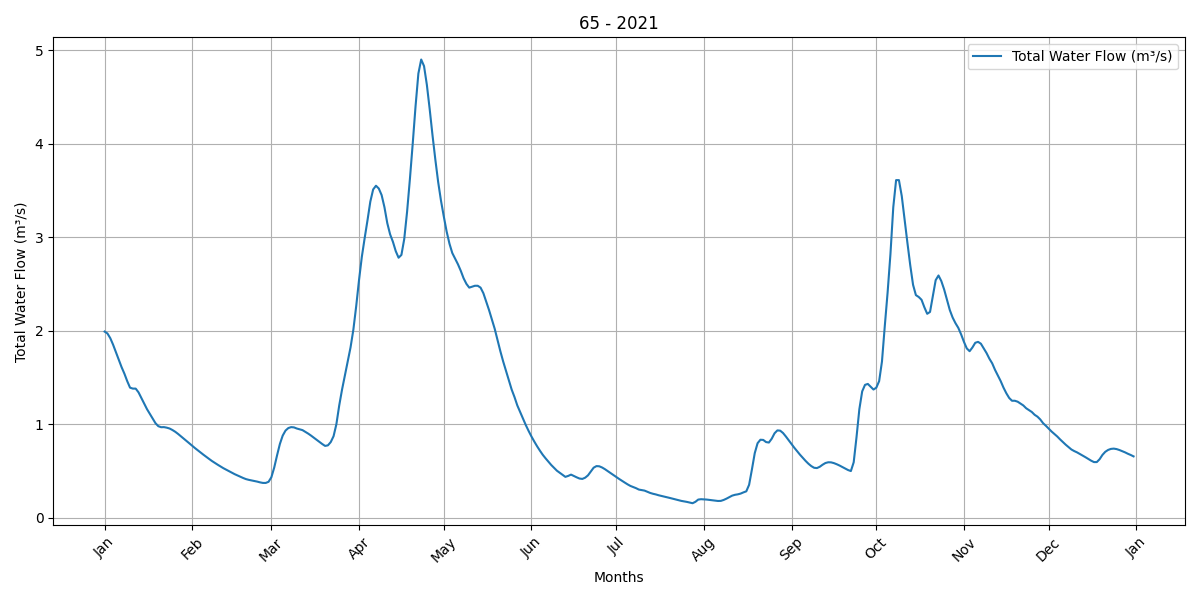 65 - 2021
Total Water Flow (m³/s)
Total Water Flow (m³/s)
5
4
3
2
1
0
Jan
Feb
Mar
Apr
May
Jun
Jul
Aug
Sep
Oct
Nov
Dec
Jan
Months